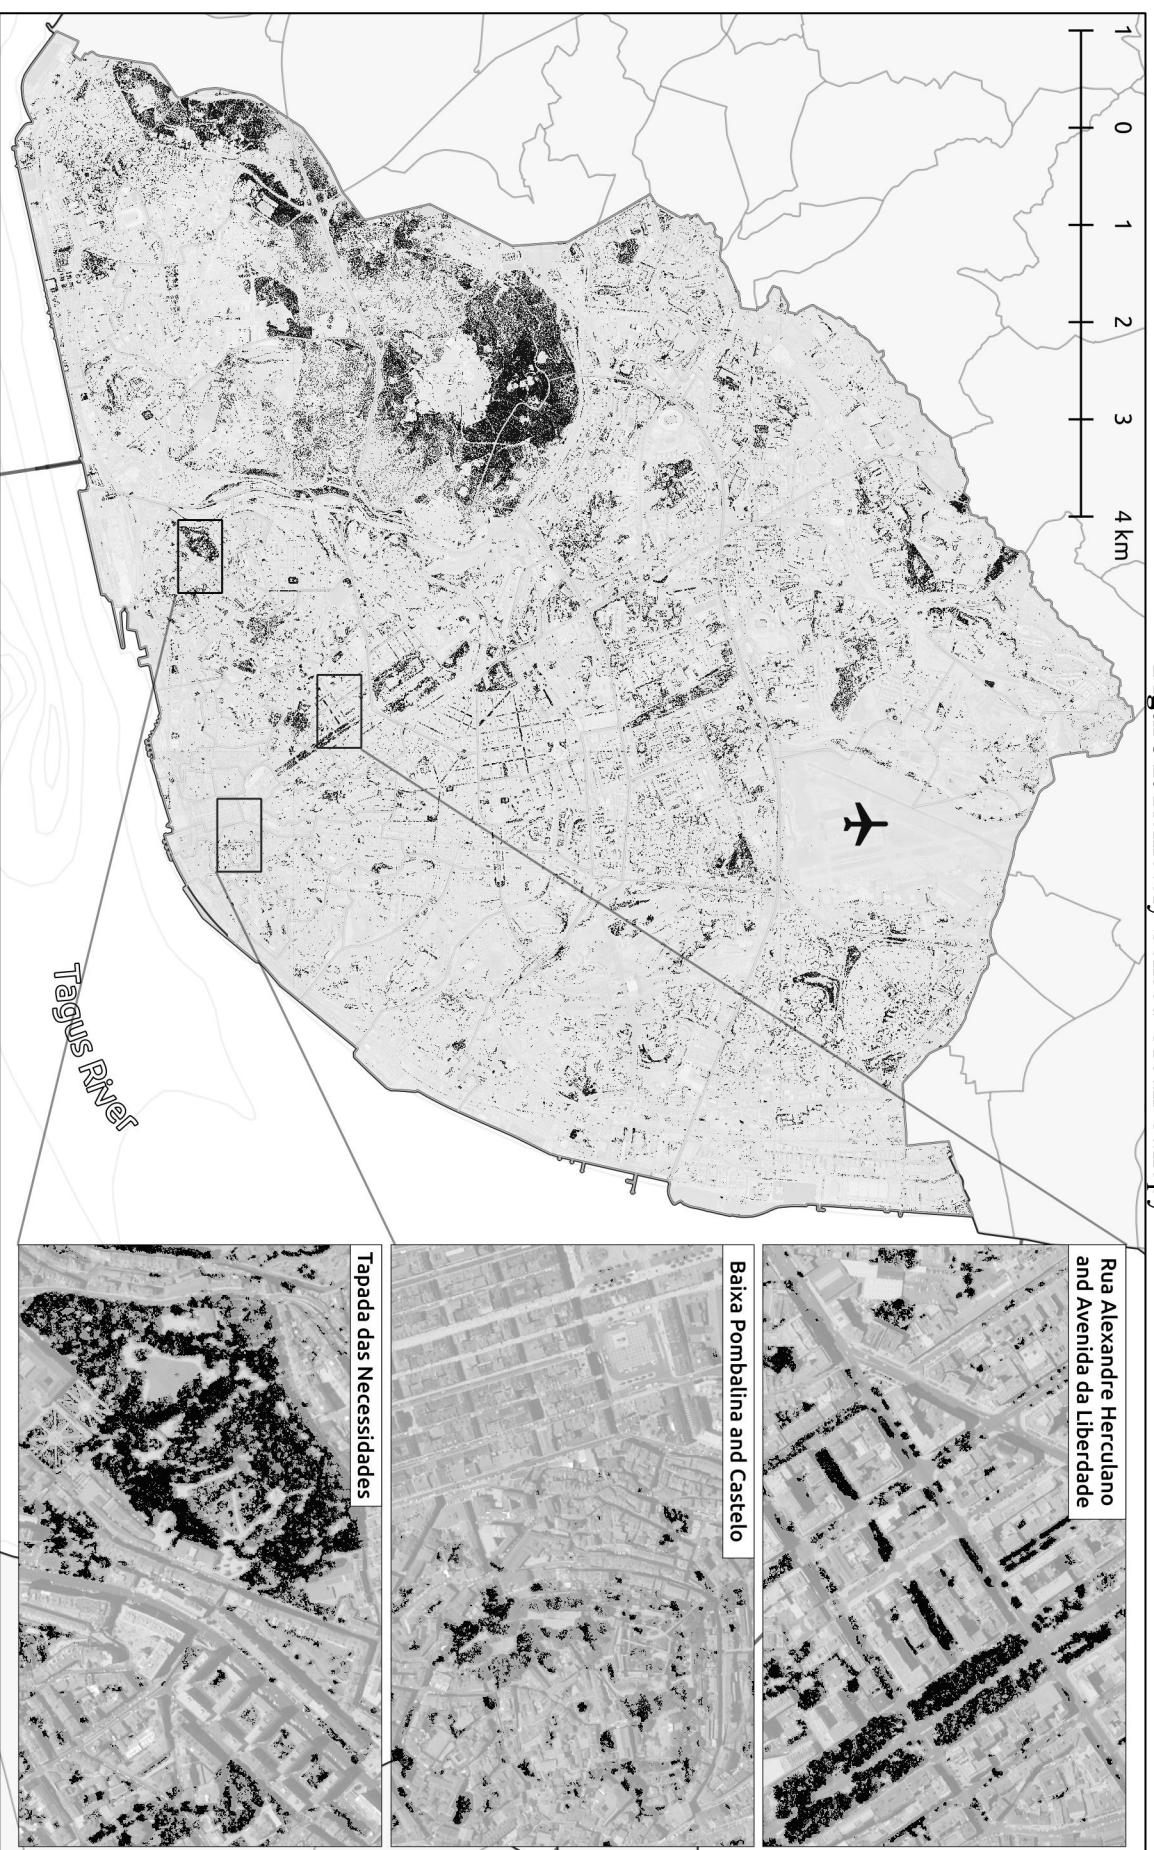 1 0 1 2 3 4 km
Tagus River
Rua Alexandre Herculano
and Avenida da Liberdade
Baixa Pombalina and Castelo
Tapada das Necessidades